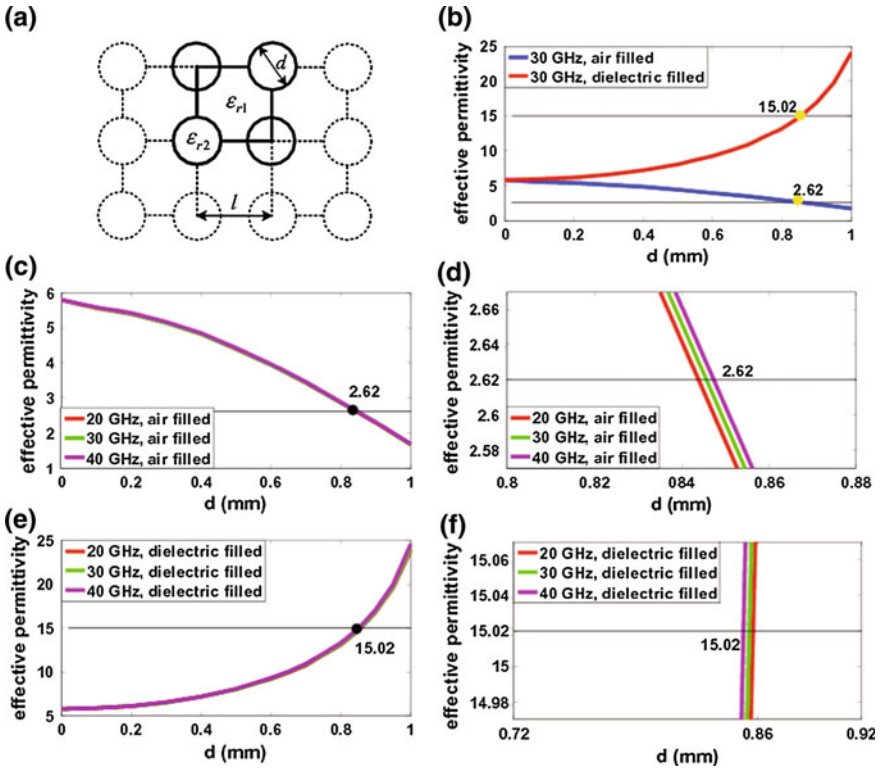 (a)
d
εr1
εr2
l
(b)
effective permittivity
25
20
15
10
5
0
30 GHz, air filled
30 GHz, dielectric filled
15.02
2.62
0
0.2
0.4
0.6
0.8
1
d (mm)
(c)
effective permittivity
6
5
4
3
2
1
2.62
20 GHz, air filled
30 GHz, air filled
40 GHz, air filled
0
0.2
0.4
0.6
0.8
1
d (mm)
(d)
effective permittivity
2.66
2.64
2.62
2.6
2.58
2.62
20 GHz, air filled
30 GHz, air filled
40 GHz, air filled
0.8
0.82
0.84
0.86
0.88
d (mm)
(e)
effective permittivity
25
20
15
10
5
20 GHz, dielectric filled
30 GHz, dielectric filled
40 GHz, dielectric filled
15.02
0
0.2
0.4
0.6
0.8
1
d (mm)
(f)
effective permittivity
15.06
15.04
15.02
15
14.98
20 GHz, dielectric filled
30 GHz, dielectric filled
40 GHz, dielectric filled
15.02
0.72
0.86
0.92
d (mm)